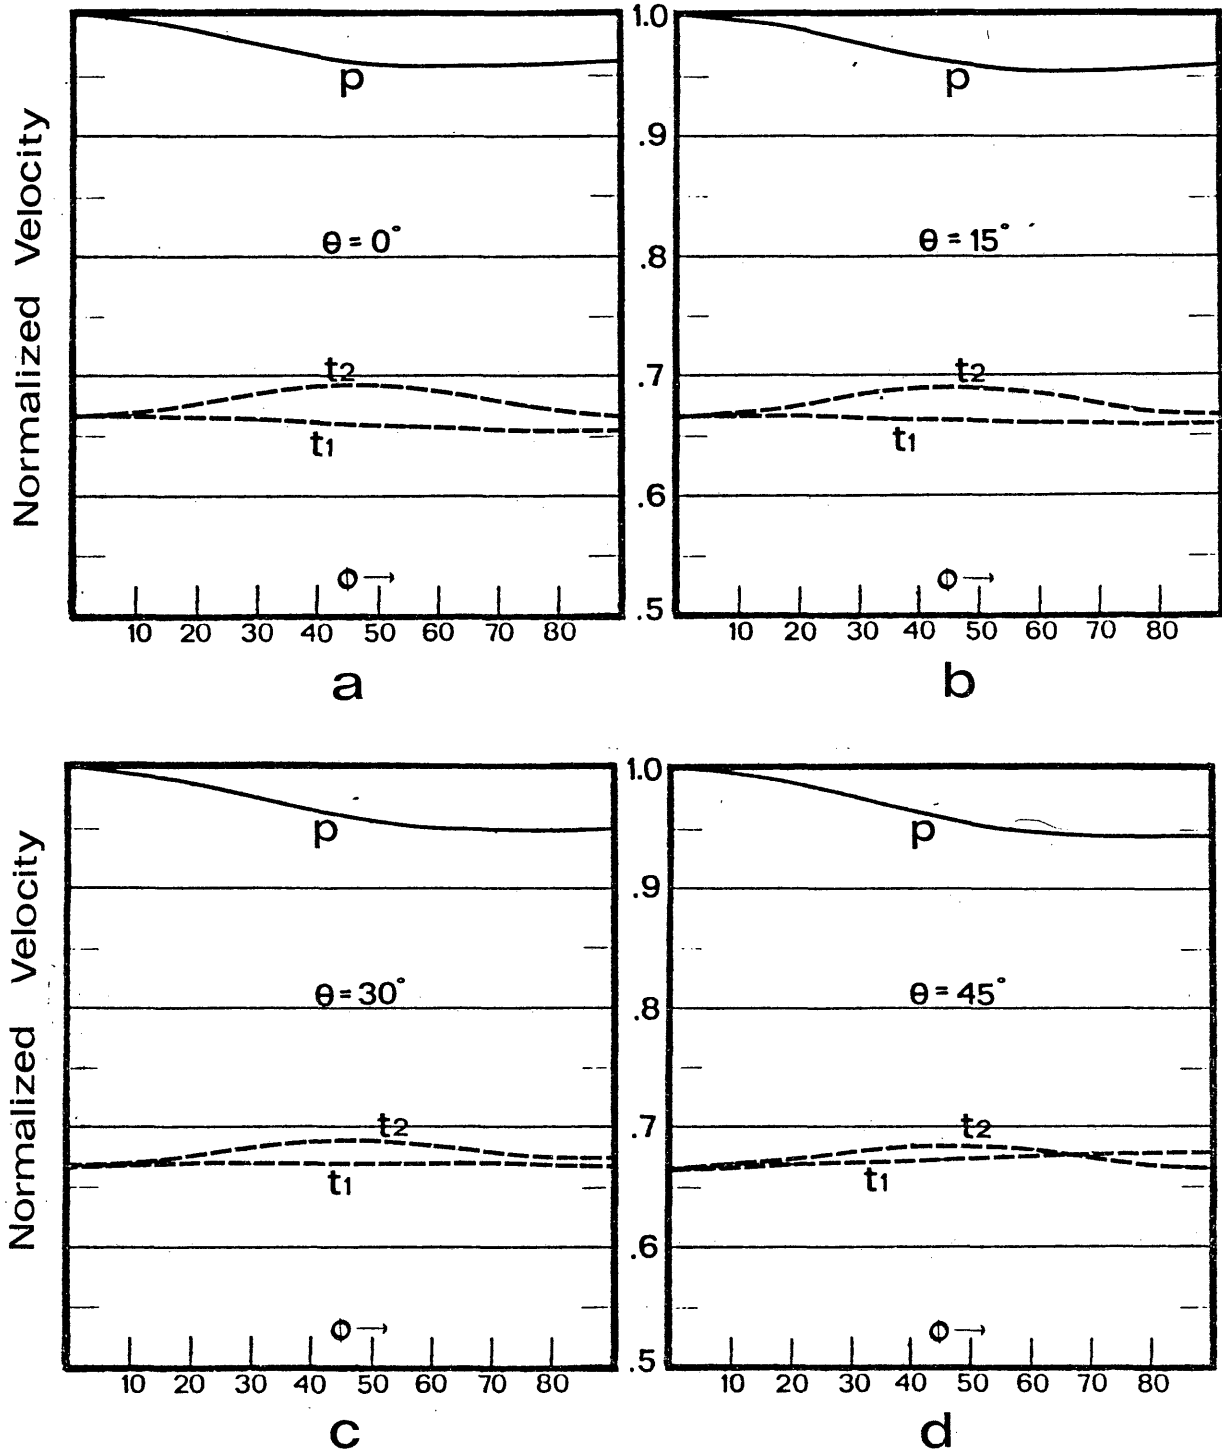 Normalized Velocity
1.0
.9
.8
.7
.6
.5
p
θ = 0°
t2
t1
Φ →
10 20 30 40 50 60 70 80
a
p
θ = 15°
t2
t1
Φ →
10 20 30 40 50 60 70 80
b
Normalized Velocity
1.0
.9
.8
.7
.6
.5
p
θ = 30°
t2
t1
Φ →
10 20 30 40 50 60 70 80
c
p
θ = 45°
t2
t1
Φ →
10 20 30 40 50 60 70 80
d